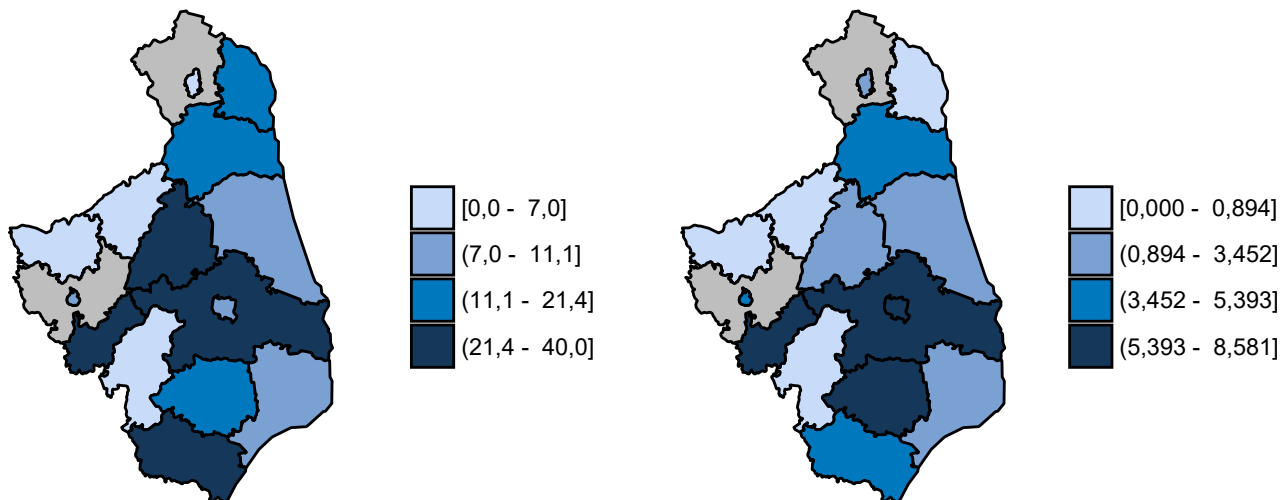 [0,0 - 7,0]
(7,0 - 11,1]
(11,1 - 21,4]
(21,4 - 40,0]
[0,000 - 0,894]
(0,894 - 3,452]
(3,452 - 5,393]
(5,393 - 8,581]